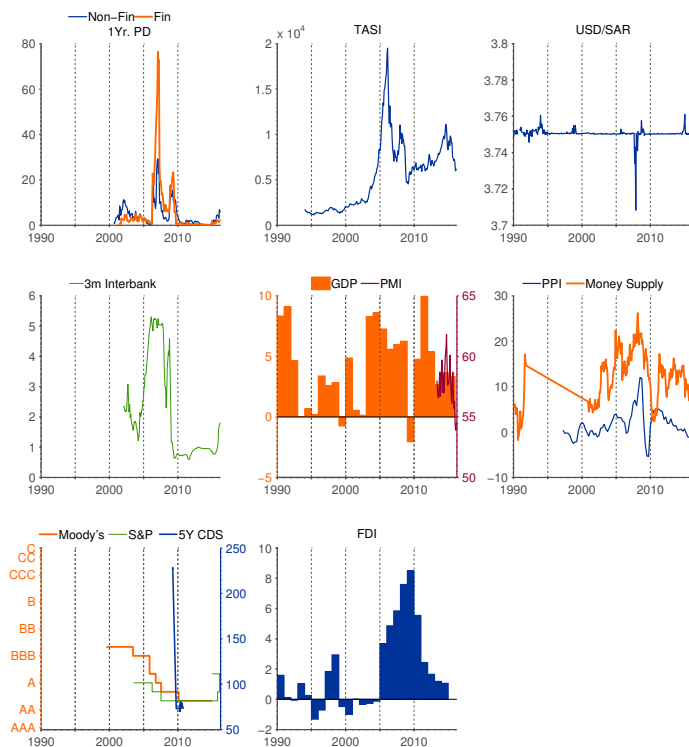 Non−Fin Fin
1Yr. PD
80
60
40
20
0
1990 2000 2010
TASI
2 x 10⁴
1.5
1
0.5
0
1990 2000 2010
USD/SAR
3.8
3.78
3.76
3.74
3.72
3.7
1990 2000 2010
3m Interbank
6
5
4
3
2
1
0
1990 2000 2010
GDP PMI
10 65
5 60
0 55
−5 50
1990 2000 2010
PPI Money Supply
30
20
10
0
−10
1990 2000 2010
Moody's S&P 5Y CDS
C 250
CC
CCC
200
B
BB 150
BBB
A 100
AA
AAA 50
1990 2000 2010
FDI
10
8
6
4
2
0
−2
1990 2000 2010